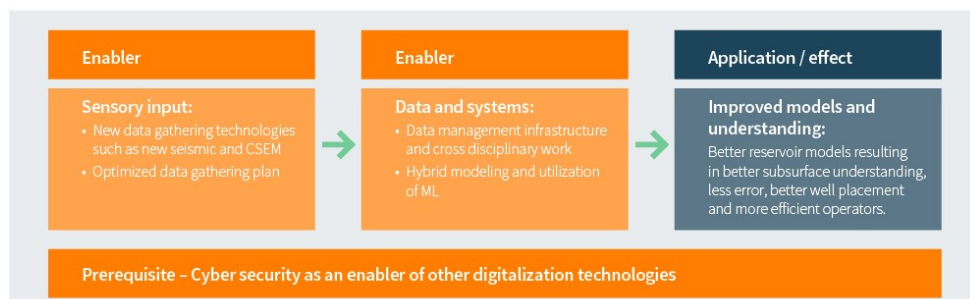 Enabler
Sensory input:
• New data gathering technologies
such as new seismic and CSEM
• Optimized data gathering plan
Enabler
Data and systems:
• Data management infrastructure
and cross disciplinary work
• Hybrid modeling and utilization
of ML
Application / effect
Improved models and
understanding:
Better reservoir models resulting
in better subsurface understanding,
less error, better well placement
and more efficient operators.
Prerequisite – Cyber security as an enabler of other digitalization technologies